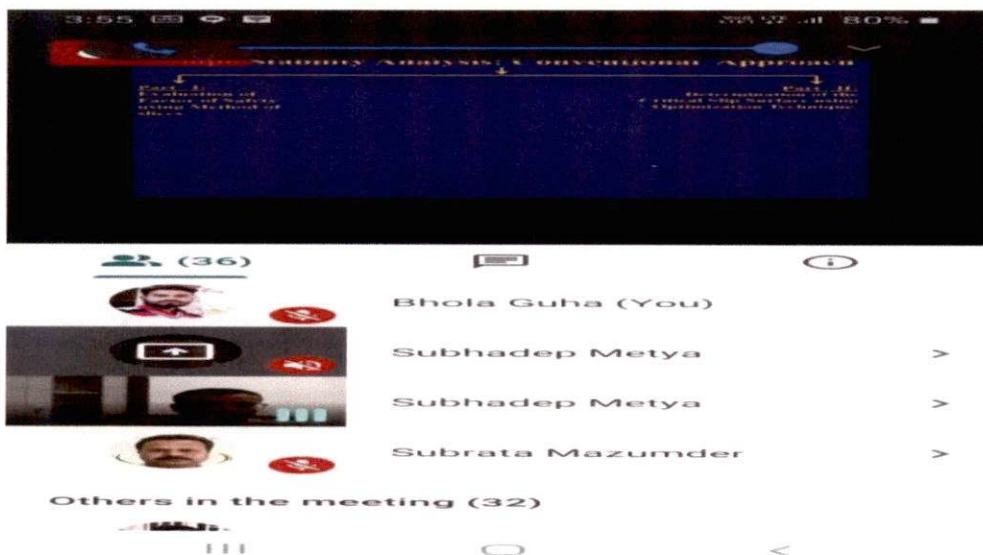 3:55 80%
Stability Analysis: Conventional Approach
Part I:
Evaluation of
Factor of Safety
using Method of
slices
Part II:
Determination of the
Critical Slip Surface using
Optimization Technique
(36)
Bhola Guha (You)
Subhadep Metya
Subhadep Metya
Subrata Mazumder
Others in the meeting (32)